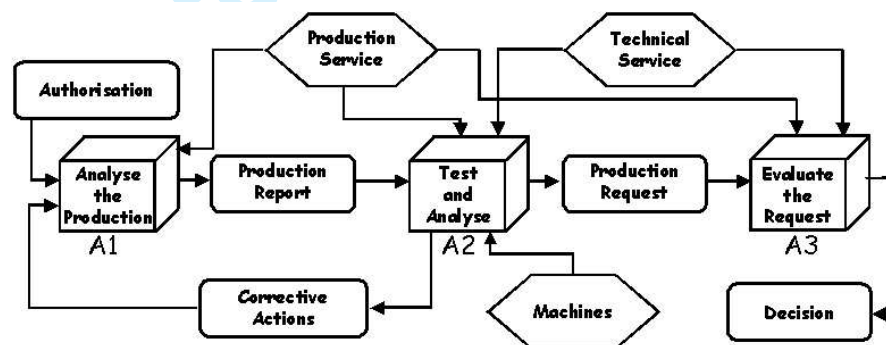 Production
Service
Technical
Service
Authorisation
Analyse
the
Production
A1
Production
Report
Test
and
Analyse
A2
Production
Request
Evaluate
the
Request
A3
Corrective
Actions
Machines
Decision